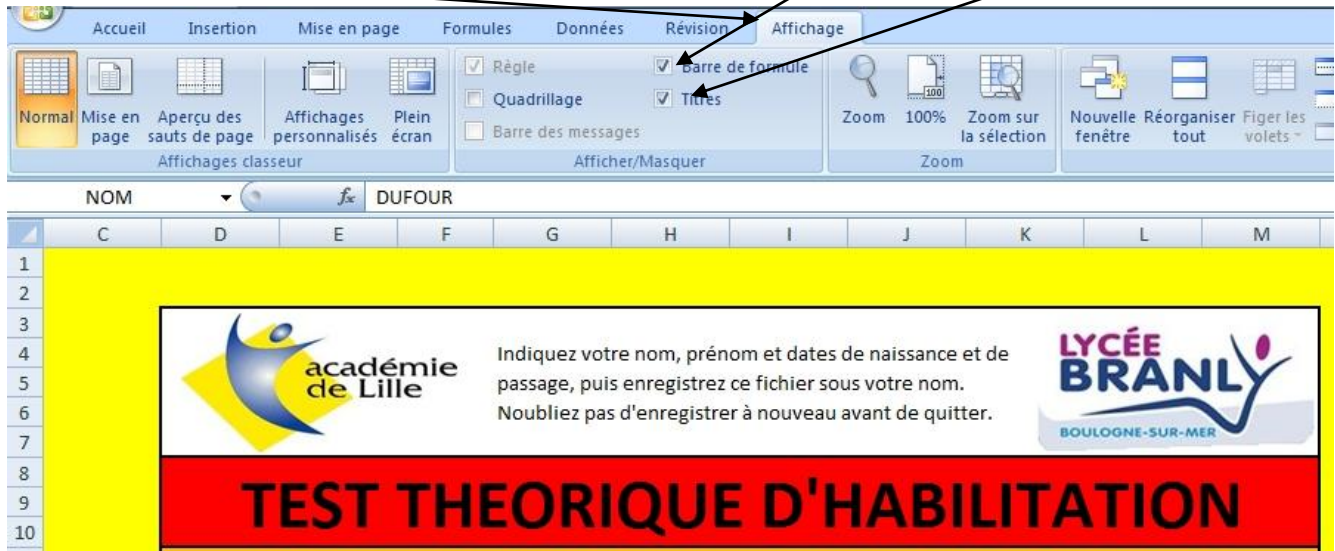 Accueil Insertion Mise en page Formules Données Révision Affichage
Règle Barre de formule
Quadrillage Titres
Barre des messages
Normal Mise en page Aperçu des sauts de page Affichages personnalisés Plein écran
Zoom 100% Zoom sur la sélection
Nouvelle fenêtre Réorganiser tout Figer les volets
Affichages classeur Afficher/Masquer Zoom
NOM fx DUFOUR
C D E F G H I J K L M
1
2
3
4
5
6
7
8
9
10
académie
de Lille
Indiquez votre nom, prénom et dates de naissance et de
passage, puis enregistrez ce fichier sous votre nom.
Noubliez pas d'enregistrer à nouveau avant de quitter.
LYCÉE
BRANLY
BOULOGNE-SUR-MER
TEST THEORIQUE D'HABILITATION